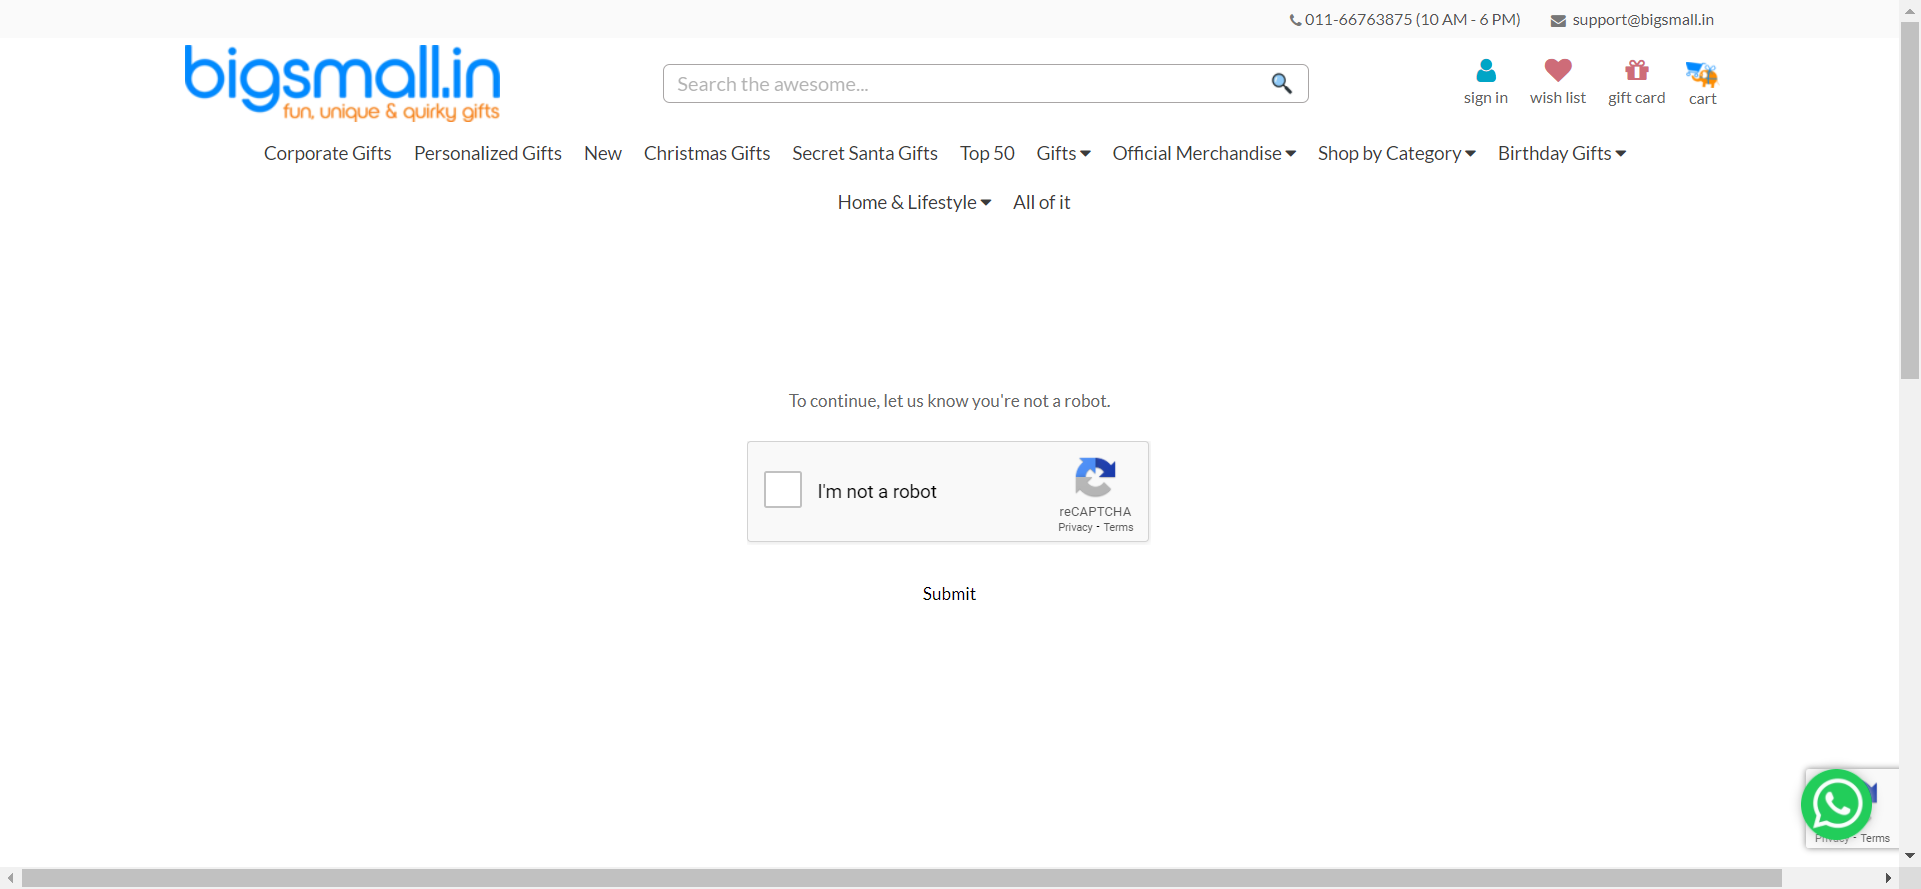 011-66763875 (10 AM - 6 PM) support@bigsmall.in
bigsmall.in
fun, unique & quirky gifts
Search the awesome...
sign in wish list gift card cart
Corporate Gifts Personalized Gifts New Christmas Gifts Secret Santa Gifts Top 50 Gifts Official Merchandise Shop by Category Birthday Gifts
Home & Lifestyle All of it
To continue, let us know you're not a robot.
I'm not a robot
reCAPTCHA
Privacy - Terms
Submit
Privacy - Terms